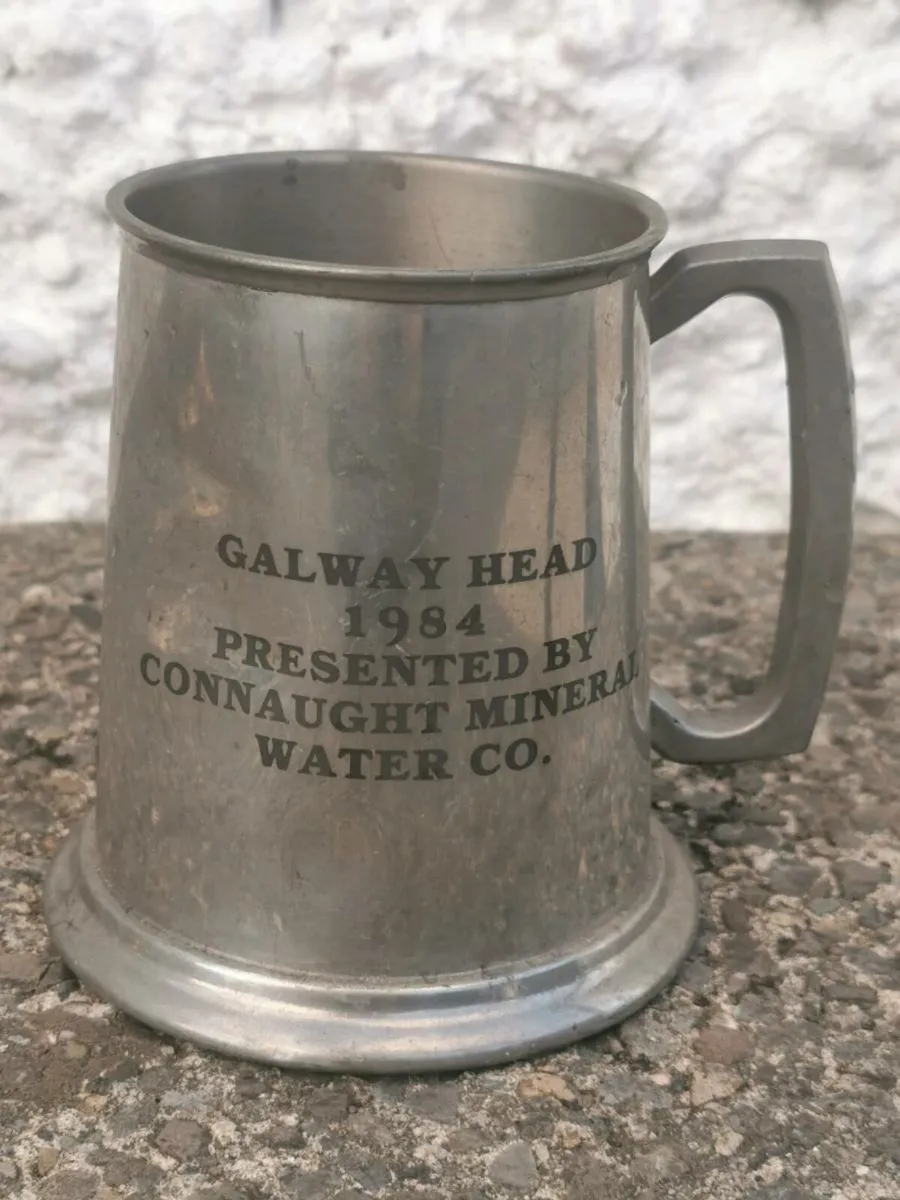 GALWAY HEAD
1984
PRESENTED BY
CONNAUGHT MINERAL
WATER CO.